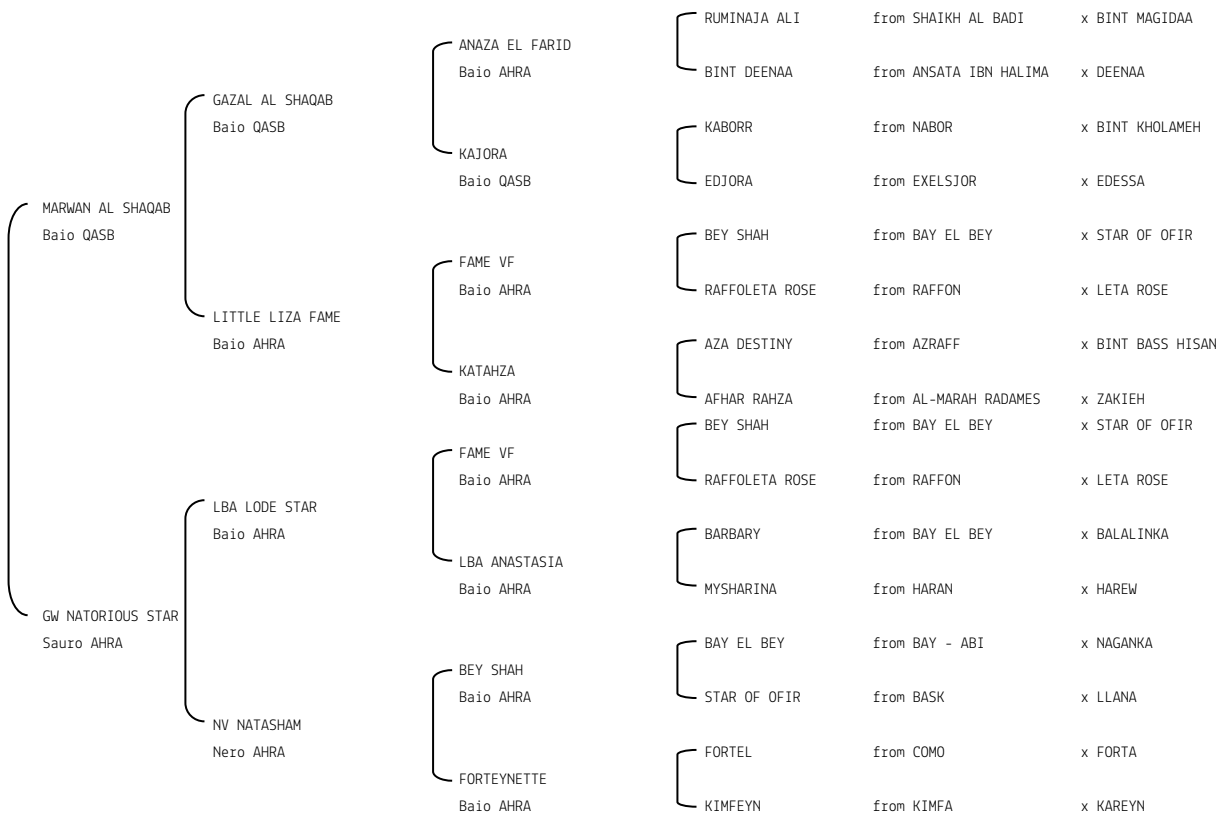 RUMINAJA ALI from SHAIKH AL BADI x BINT MAGIDAA
ANAZA EL FARID
Baio AHRA
BINT DEENAA from ANSATA IBN HALIMA x DEENAA
GAZAL AL SHAQAB
Baio QASB
KABORR from NABOR x BINT KHOLAMEH
KAJORA
Baio QASB
EDJORA from EXELSJOR x EDESSA
MARWAN AL SHAQAB
Baio QASB
BEY SHAH from BAY EL BEY x STAR OF OFIR
FAME VF
Baio AHRA
RAFFOLETA ROSE from RAFFON x LETA ROSE
LITTLE LIZA FAME
Baio AHRA
AZA DESTINY from AZRAFF x BINT BASS HISAN
KATAHZA
Baio AHRA
AFHAR RAHZA from AL-MARAH RADAMES x ZAKIEH
BEY SHAH from BAY EL BEY x STAR OF OFIR
FAME VF
Baio AHRA
RAFFOLETA ROSE from RAFFON x LETA ROSE
LBA LODE STAR
Baio AHRA
BARBARY from BAY EL BEY x BALALINKA
LBA ANASTASIA
Baio AHRA
MYSHARINA from HARAN x HAREW
GW NATORIOUS STAR
Sauro AHRA
BAY EL BEY from BAY - ABI x NAGANKA
BEY SHAH
Baio AHRA
STAR OF OFIR from BASK x LLANA
NV NATASHAM
Nero AHRA
FORTEL from COMO x FORTA
FORTEYNETTE
Baio AHRA
KIMFEYN from KIMFA x KAREYN